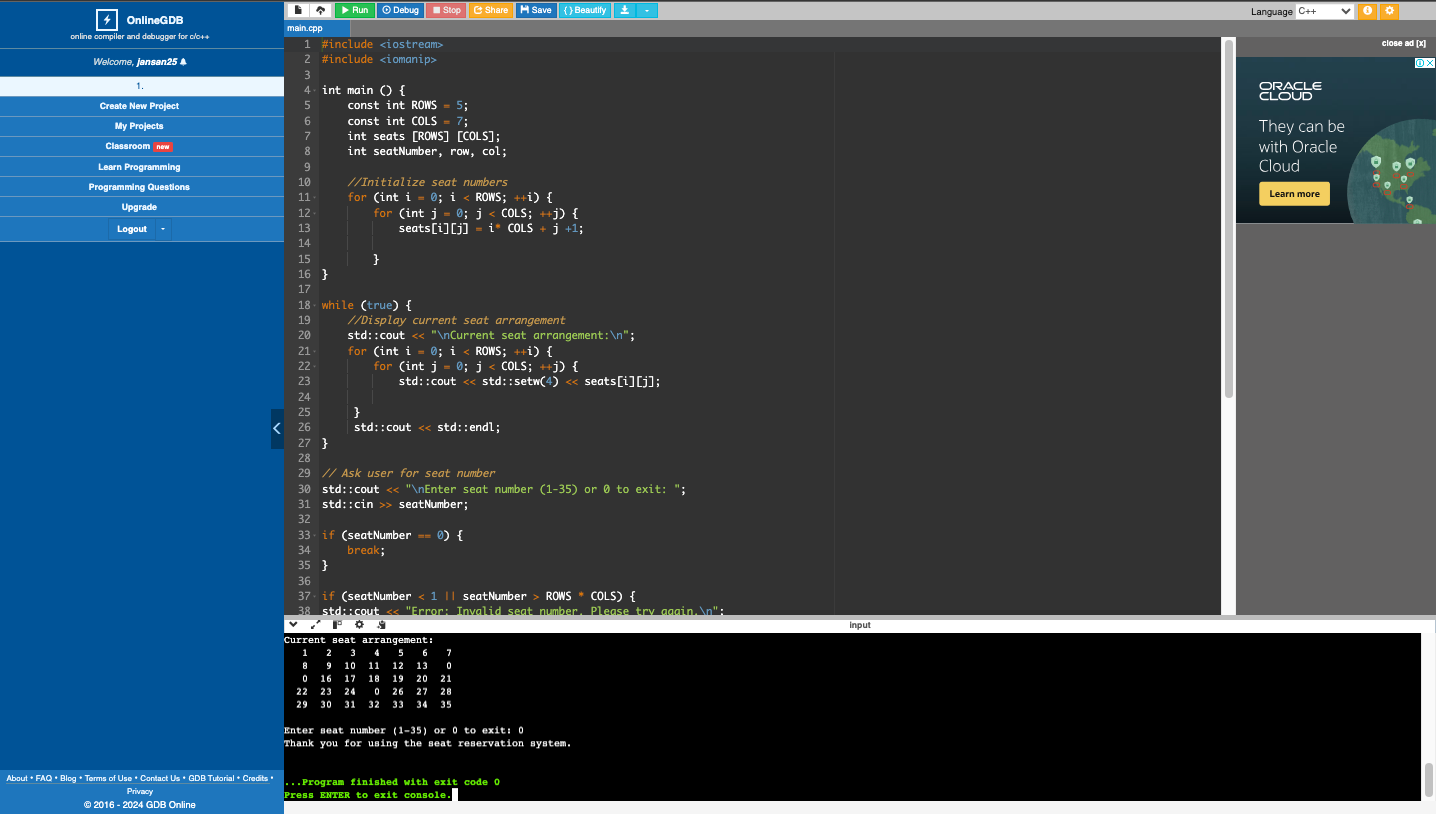 OnlineGDB
online compiler and debugger for c/c++
Welcome, jansan25
1.
Create New Project
My Projects
Classroom new
Learn Programming
Programming Questions
Upgrade
Logout
Run Debug Stop Share Save {} Beautify
Language C++
main.cpp
1 #include <iostream>
2 #include <iomanip>
3
4 int main () {
5 const int ROWS = 5;
6 const int COLS = 7;
7 int seats [ROWS] [COLS];
8 int seatNumber, row, col;
9
10 //Initialize seat numbers
11 for (int i = 0; i < ROWS; ++i) {
12 for (int j = 0; j < COLS; ++j) {
13 seats[i][j] = i* COLS + j +1;
14
15 }
16 }
17
18 while (true) {
19 //Display current seat arrangement
20 std::cout << "\nCurrent seat arrangement:\n";
21 for (int i = 0; i < ROWS; ++i) {
22 for (int j = 0; j < COLS; ++j) {
23 std::cout << std::setw(4) << seats[i][j];
24
25 }
26 std::cout << std::endl;
27 }
28
29 // Ask user for seat number
30 std::cout << "\nEnter seat number (1-35) or 0 to exit: ";
31 std::cin >> seatNumber;
32
33 if (seatNumber == 0) {
34 break;
35 }
36
37 if (seatNumber < 1 || seatNumber > ROWS * COLS) {
38 std::cout << "Error: Invalid seat number. Please try again.\n";
close ad [x]
ORACLE
CLOUD
They can be
with Oracle
Cloud
Learn more
input
Current seat arrangement:
1 2 3 4 5 6 7
8 9 10 11 12 13 0
0 16 17 18 19 20 21
22 23 24 0 26 27 28
29 30 31 32 33 34 35
Enter seat number (1-35) or 0 to exit: 0
Thank you for using the seat reservation system.
...Program finished with exit code 0
Press ENTER to exit console.
About • FAQ • Blog • Terms of Use • Contact Us • GDB Tutorial • Credits •
Privacy
© 2016 - 2024 GDB Online